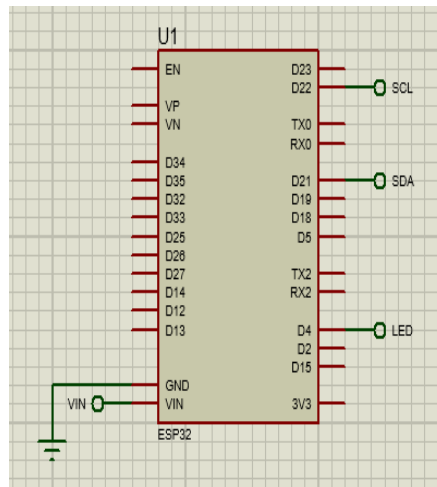 U1
EN
VP
VN
D34
D35
D32
D33
D25
D26
D27
D14
D12
D13
GND
VIN
VIN
D23
D22
SCL
TX0
RX0
D21
SDA
D19
D18
D5
TX2
RX2
D4
LED
D2
D15
3V3
ESP32